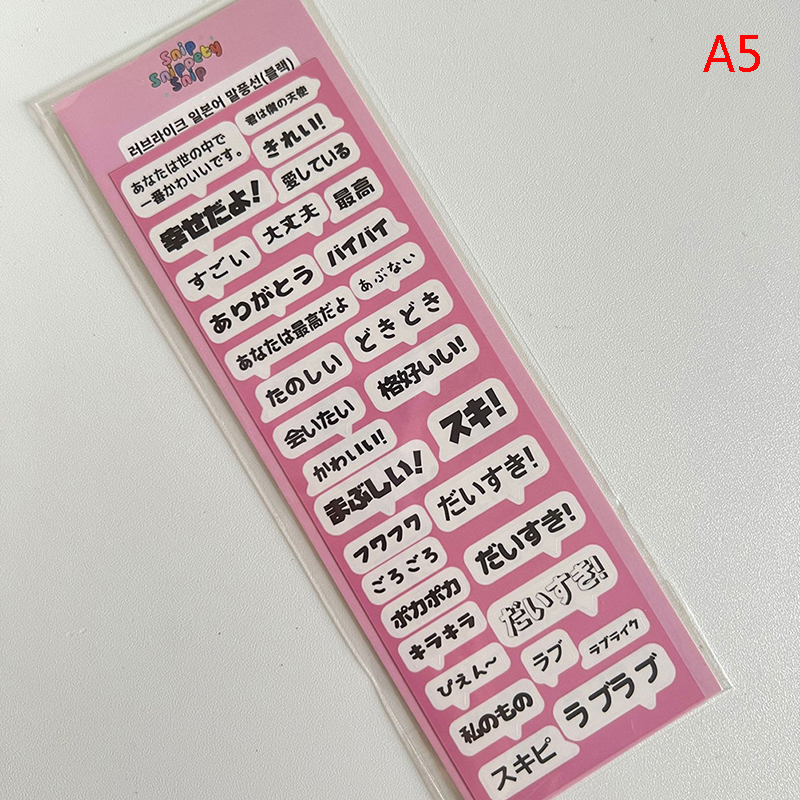 A5
Snip
Snippety
Snip
러브라이크 일본어 말풍선(블랙)
君は僕の天使
あなたは世の中で
一番かわいいです。
きれい!
愛している
幸せだよ!
大丈夫
最高
すごい
バイバイ
ありがとう
あぶない
あなたは最高だよ
どきどき
たのしい
格好いい!
会いたい
スキ!
かわいい!
まぶしい!
だいすき!
フワフワ
ごろごろ
だいすき!
ポカポカ
だいすき!
キラキラ
ぴえん〜
ラブ
ラブライク
私のもの
ラブラブ
スキピ